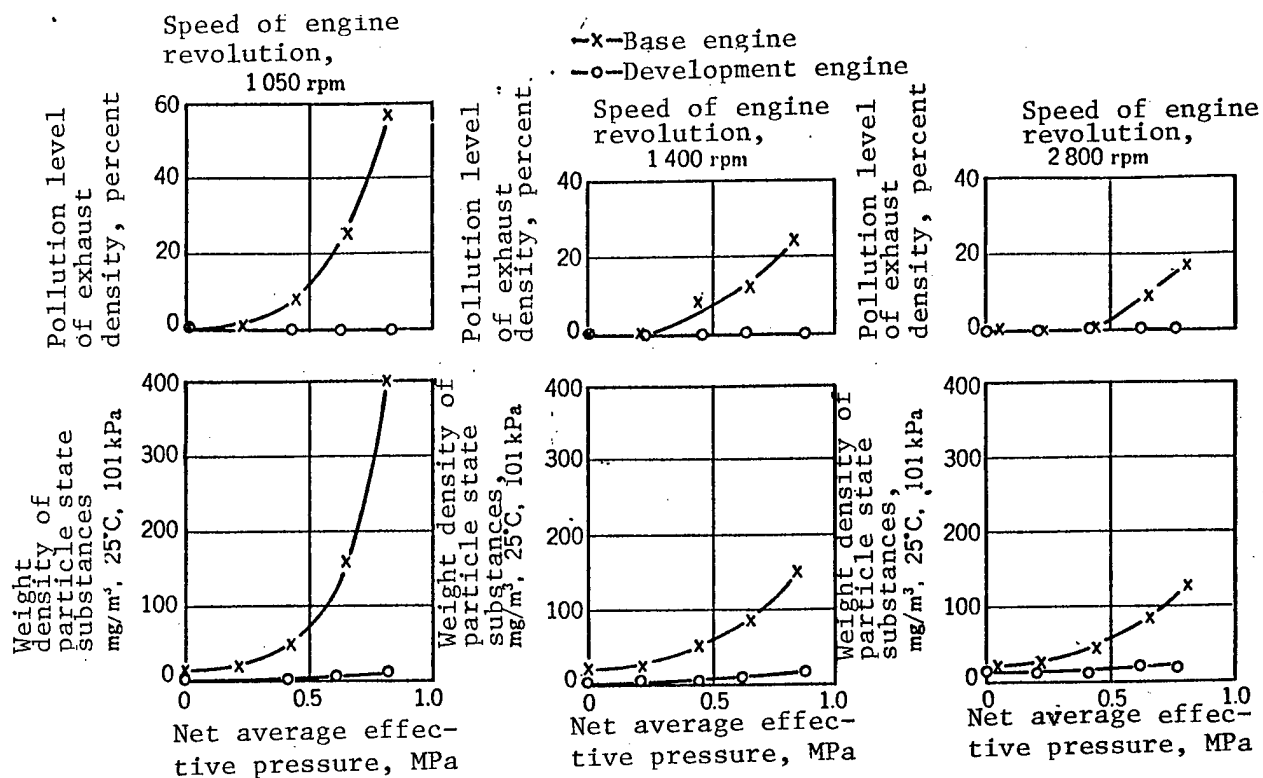 Speed of engine
revolution,
1 050 rpm
—x—Base engine
—o—Development engine
Speed of engine
revolution,
1 400 rpm
Speed of engine
revolution,
2 800 rpm
Pollution level
of exhaust
density, percent
60
40
20
0
Pollution level
of exhaust
density, percent
40
20
0
Pollution level
of exhaust
density, percent
40
20
0
Weight
density of
particle state
substances
mg/m³, 25°C, 101kPa
400
300
200
100
0
0
0.5
1.0
Net average effec-
tive pressure, MPa
Weight density of
particle state
substances,
mg/m³, 25°C, 101kPa
400
300
200
100
0
0
0.5
1.0
Net average effec-
tive pressure, MPa
Weight density of
particle state
substances,
mg/m³, 25°C, 101kPa
400
300
200
100
0
0
0.5
1.0
Net average effec-
tive pressure, MPa